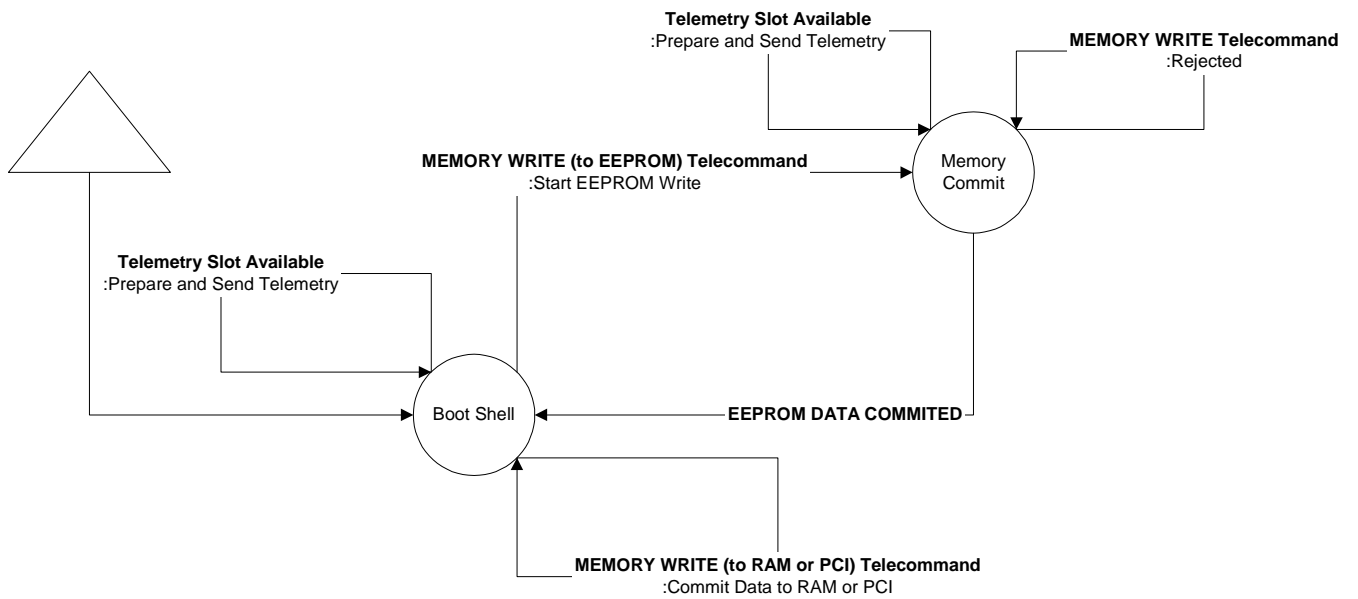 Telemetry Slot Available
:Prepare and Send Telemetry
MEMORY WRITE Telecommand
:Rejected
MEMORY WRITE (to EEPROM) Telecommand
:Start EEPROM Write
Memory
Commit
Telemetry Slot Available
:Prepare and Send Telemetry
Boot Shell
EEPROM DATA COMMITED
MEMORY WRITE (to RAM or PCI) Telecommand
:Commit Data to RAM or PCI